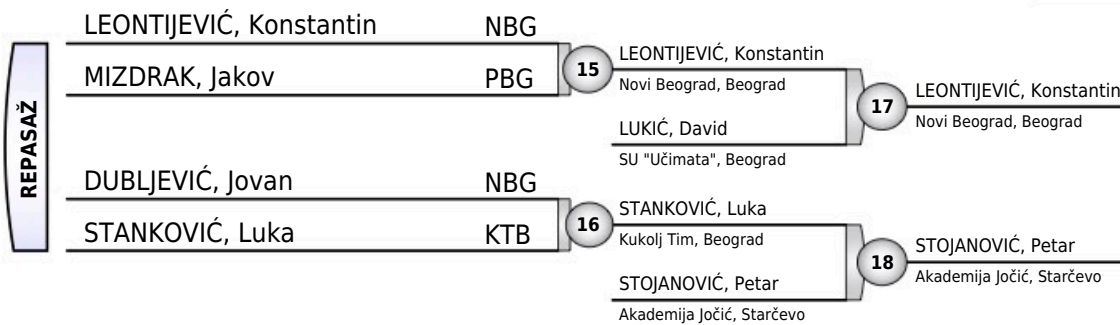 REPASAŽ
LEONTIJEVIĆ, Konstantin NBG
MIZDRAK, Jakov PBG
15
LEONTIJEVIĆ, Konstantin
Novi Beograd, Beograd
LUKIĆ, David
SU "Učimata", Beograd
17
LEONTIJEVIĆ, Konstantin
Novi Beograd, Beograd
DUBLJEVIĆ, Jovan NBG
STANKOVIĆ, Luka KTB
16
STANKOVIĆ, Luka
Kukolj Tim, Beograd
STOJANOVIĆ, Petar
Akademija Jočić, Starčevo
18
STOJANOVIĆ, Petar
Akademija Jočić, Starčevo